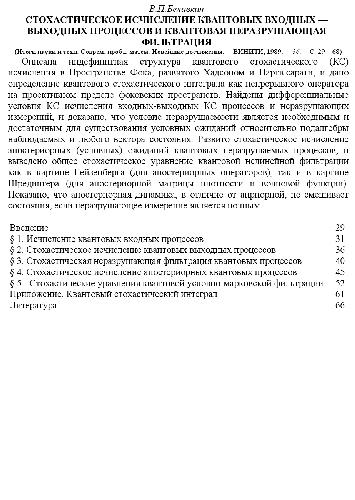 В.П.Белавкин
СТОХАСТИЧЕСКОЕ ИСЧИСЛЕНИЕ КВАНТОВЫХ ВХОДНЫХ —
ВЫХОДНЫХ ПРОЦЕССОВ И КВАНТОВАЯ НЕРАЗРУШАЮЩАЯ
ФИЛЬТРАЦИЯ
(Итоги науки и техн. Соврем. пробл. матем. Новейшие достижения. ВИНИТИ, 1989. 36. С. 29—68)
Описана индефинитная структура квантового стохастического (КС)
исчисления в Пространстве Фока, развитого Хадсоном и Партасарати, и дано
определение квантового стохастического интеграла как непрерывного оператора
на проективном пределе фоковских пространств. Найдены дифференциальные
условия КС исчисления входных-выходных КС процессов и неразрушающих
измерений, и доказано, что условие неразрушаемости является необходимым и
достаточным для существования условных ожиданий относительно подалгебры
наблюдаемых и любого вектора состояния. Развито стохастическое исчисление
апостериорных (условных) ожиданий квантовых неразрушаемых процессов, и
выведено общее стохастическое уравнение квантовой нелинейной фильтрации
как в картине Гейзенберга (для апостериорных операторов), так и в картине
Шредингера (для апостериорной матрицы плотности и волновой функции).
Показано, что апостериорная динамика, в отличие от априорной, не смешивает
состояния, если неразрушающее измерение является полным.
Введение 29
§ 1. Исчисление квантовых входных процессов 31
§ 2. Стохастическое исчисление квантовых выходных процессов 36
§ 3. Стохастическая неразрушающая фильтрация квантовых процессов 40
§ 4. Стохастическое исчисление апостериорных квантовых процессов 45
§ 5. Стохастические уравнения квантовой условно марковской фильтрации 52
Приложение. Квантовый стохастический интеграл 61
Литература 66